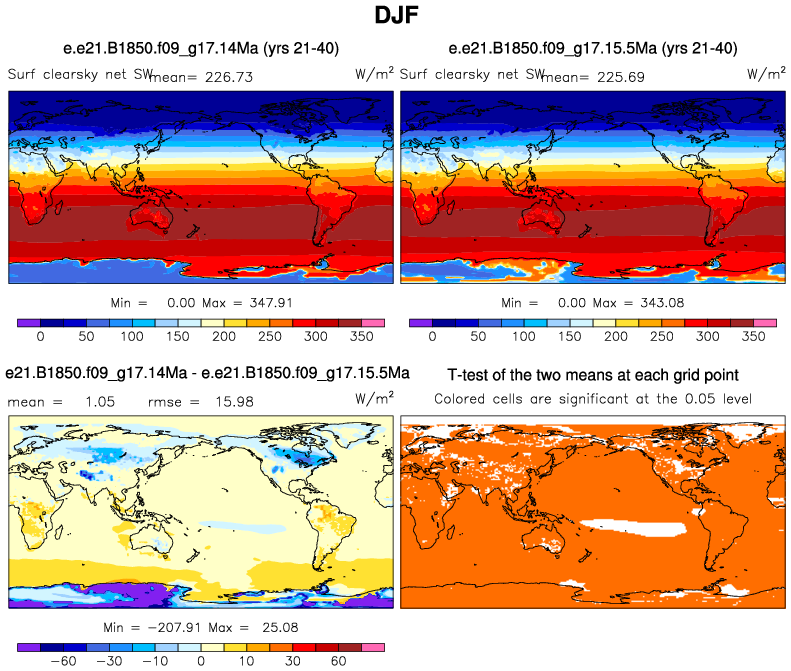 DJF
e.e21.B1850.f09_g17.14Ma (yrs 21-40)
e.e21.B1850.f09_g17.15.5Ma (yrs 21-40)
Surf clearsky net SW mean= 226.73 W/m²
Surf clearsky net SW mean= 225.69 W/m²
Min = 0.00 Max = 347.91
Min = 0.00 Max = 343.08
0 50 100 150 200 250 300 350
0 50 100 150 200 250 300 350
e21.B1850.f09_g17.14Ma - e.e21.B1850.f09_g17.15.5Ma
T-test of the two means at each grid point
mean = 1.05 rmse = 15.98 W/m²
Colored cells are significant at the 0.05 level
Min = −207.91 Max = 25.08
−60 −30 −10 0 10 30 60